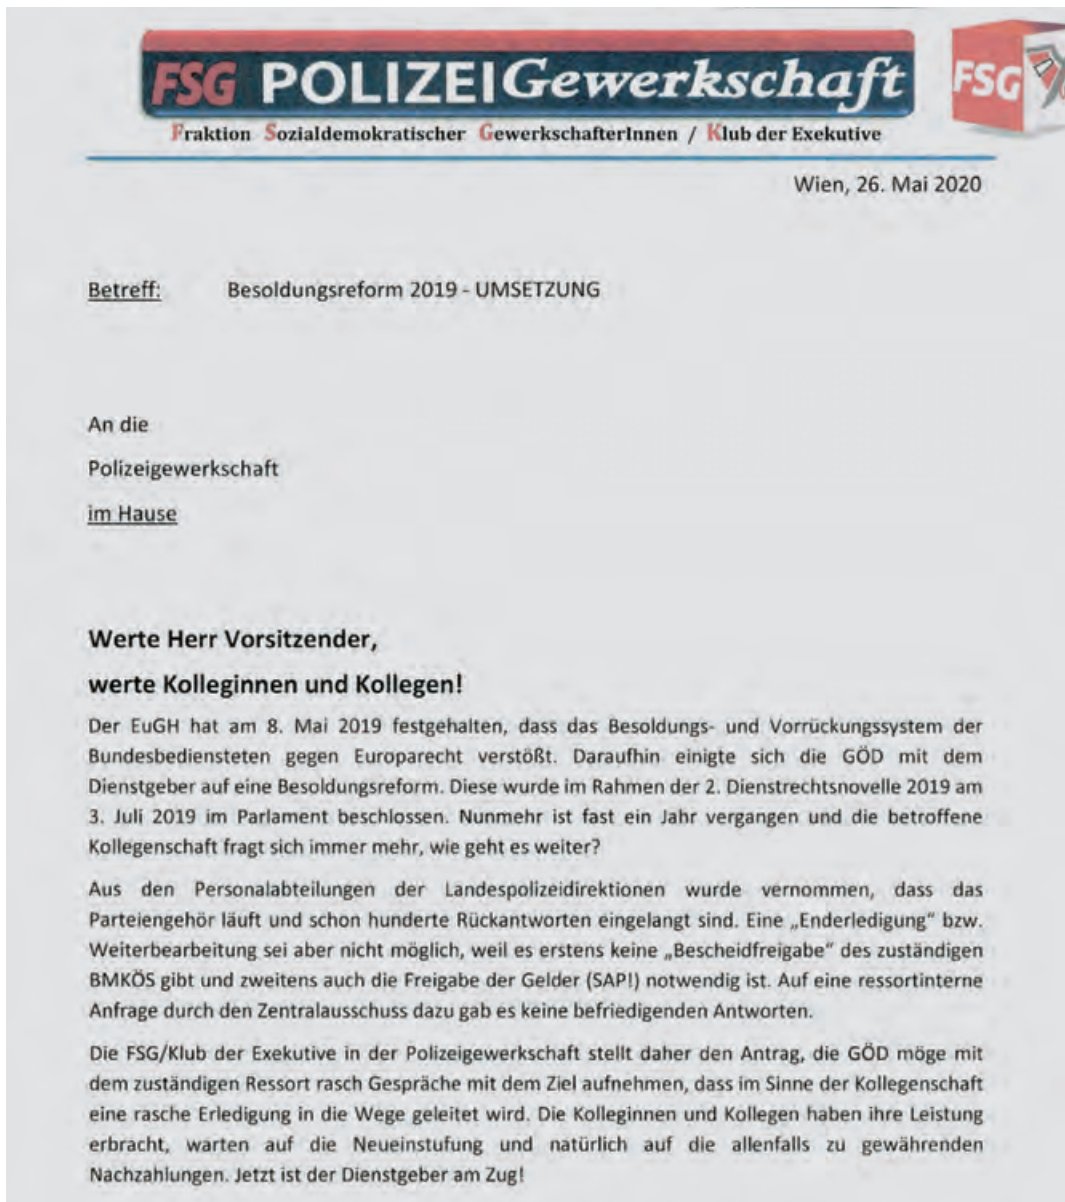 FSG POLIZEIGewerkschaft
FSG
Fraktion Sozialdemokratischer GewerkschafterInnen / Klub der Exekutive
Wien, 26. Mai 2020
Betreff: Besoldungsreform 2019 - UMSETZUNG
An die
Polizeigewerkschaft
im Hause
Werte Herr Vorsitzender,
werte Kolleginnen und Kollegen!
Der EuGH hat am 8. Mai 2019 festgehalten, dass das Besoldungs- und Vorrückungssystem der
Bundesbediensteten gegen Europarecht verstößt. Daraufhin einigte sich die GÖD mit dem
Dienstgeber auf eine Besoldungsreform. Diese wurde im Rahmen der 2. Dienstrechtsnovelle 2019 am
3. Juli 2019 im Parlament beschlossen. Nunmehr ist fast ein Jahr vergangen und die betroffene
Kollegenschaft fragt sich immer mehr, wie geht es weiter?
Aus den Personalabteilungen der Landespolizeidirektionen wurde vernommen, dass das
Parteiengehör läuft und schon hunderte Rückantworten eingelangt sind. Eine „Enderledigung" bzw.
Weiterbearbeitung sei aber nicht möglich, weil es erstens keine „Bescheidfreigabe" des zuständigen
BMKÖS gibt und zweitens auch die Freigabe der Gelder (SAP!) notwendig ist. Auf eine ressortinterne
Anfrage durch den Zentralausschuss dazu gab es keine befriedigenden Antworten.
Die FSG/Klub der Exekutive in der Polizeigewerkschaft stellt daher den Antrag, die GÖD möge mit
dem zuständigen Ressort rasch Gespräche mit dem Ziel aufnehmen, dass im Sinne der Kollegenschaft
eine rasche Erledigung in die Wege geleitet wird. Die Kolleginnen und Kollegen haben ihre Leistung
erbracht, warten auf die Neueinstufung und natürlich auf die allenfalls zu gewährenden
Nachzahlungen. Jetzt ist der Dienstgeber am Zug!